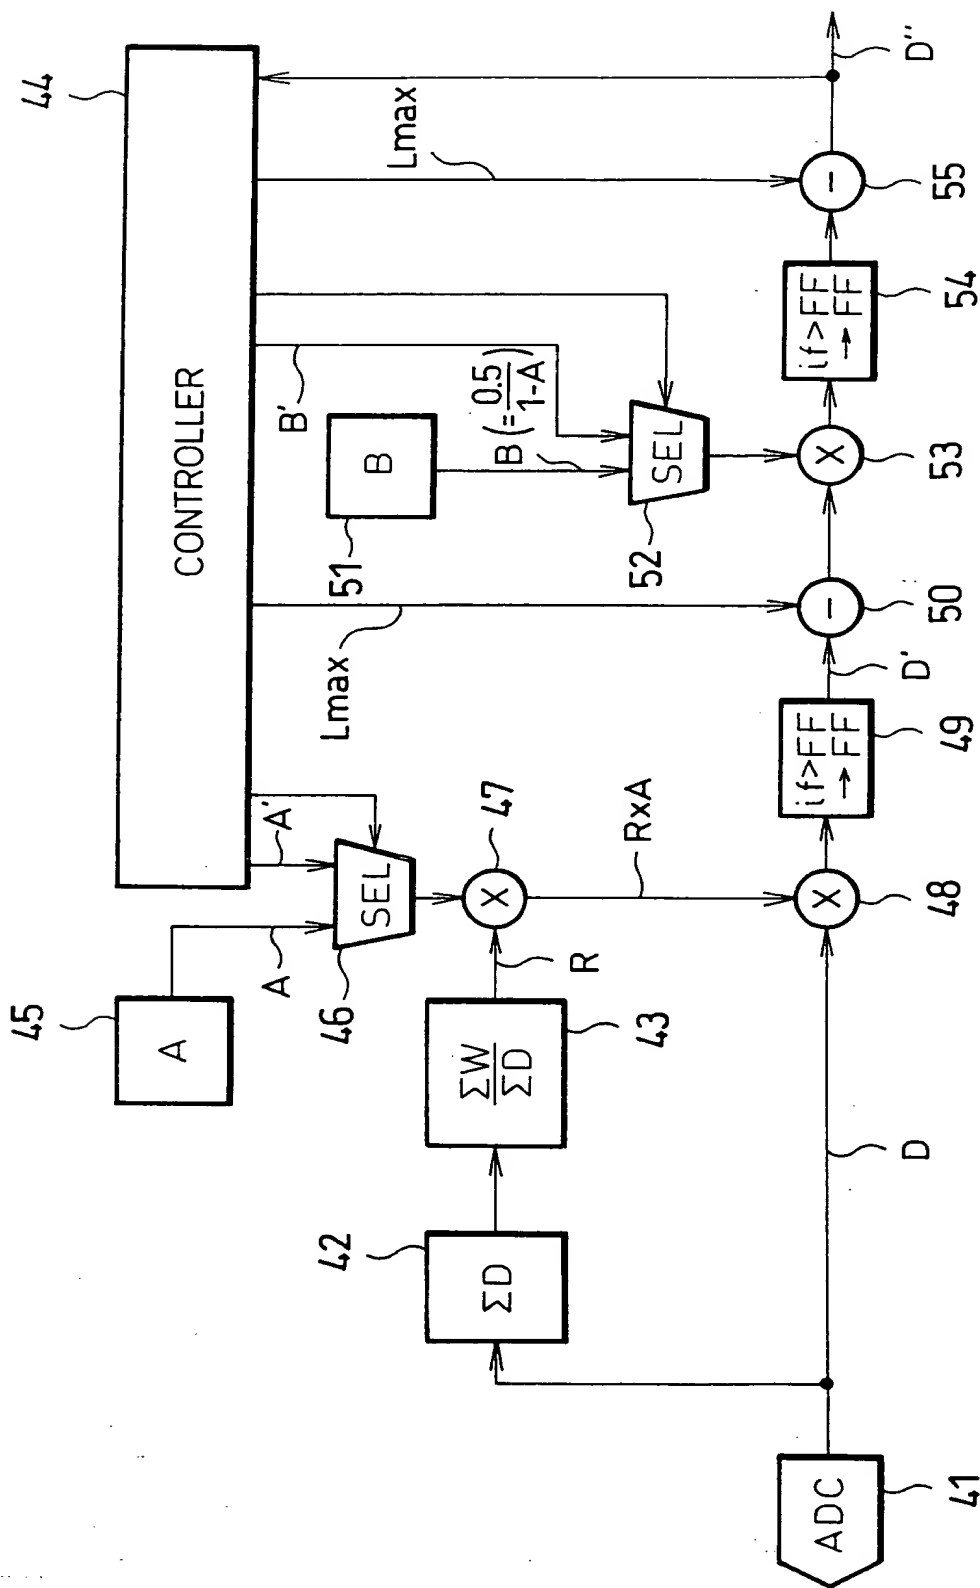 44
CONTROLLER
45
A
A
A'
46
SEL
47
X
R
RxA
42
ΣD
43
ΣW
ΣD
Lmax
51
B
B'
B (= 0.5
1-A )
52
SEL
Lmax
41
ADC
D
48
X
49
if>FF
→FF
D'
50
-
53
X
54
if>FF
→FF
55
-
D''